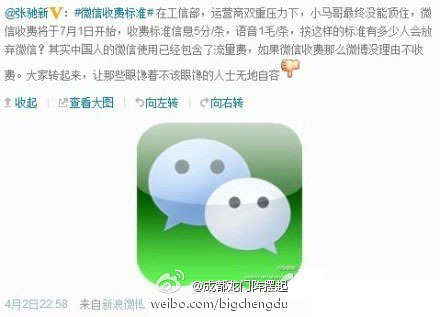 @张驰新V：#微信收费标准#在工信部，运营商双重压力下，小马哥最终没能顶住，微
信收费将于7月1日开始，收费标准信息5分/条，语音1毛/条，按这样的标准有多少人会放
弃微信？其实中国人的微信使用已经包含了流量费，如果微信收费那么微博没理由不收
费。大家转起来，让那些眼馋着不该眼馋的人士无地自容
收起 查看大图 向左转 向右转
@成都龙门阵摆起
4月2日22:58 来自新浪微博
weibo.com/bigchengdu